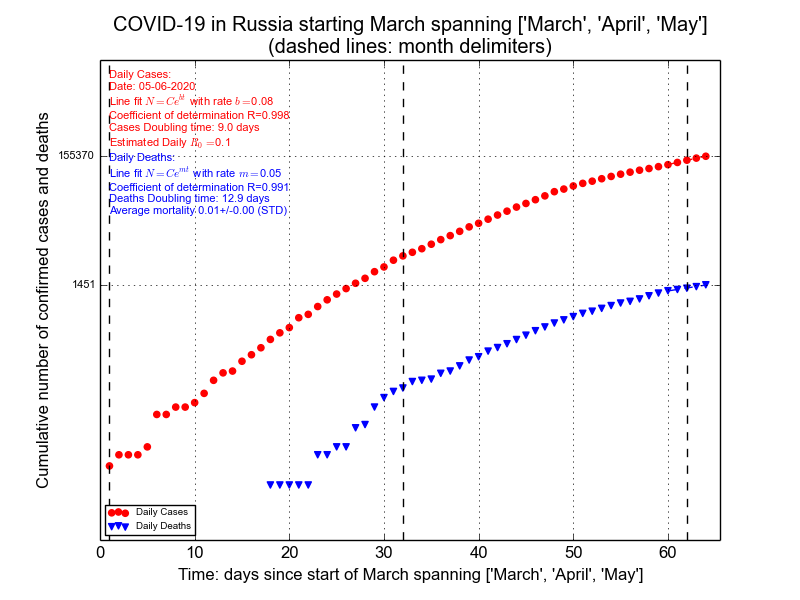 COVID-19 in Russia starting March spanning ['March', 'April', 'May']
(dashed lines: month delimiters)
Daily Cases:
Date: 05-06-2020
Line fit N=Ce^{bt} with rate b=0.08
Coefficient of determination R=0.998
Cases Doubling time: 9.0 days
Estimated Daily R_0=0.1
Daily Deaths:
Line fit N=Ce^{mt} with rate m=0.05
Coefficient of determination R=0.991
Deaths Doubling time: 12.9 days
Average mortality 0.01+/-0.00 (STD)
155370
1451
Cumulative number of confirmed cases and deaths
Daily Cases
Daily Deaths
0 10 20 30 40 50 60
Time: days since start of March spanning ['March', 'April', 'May']